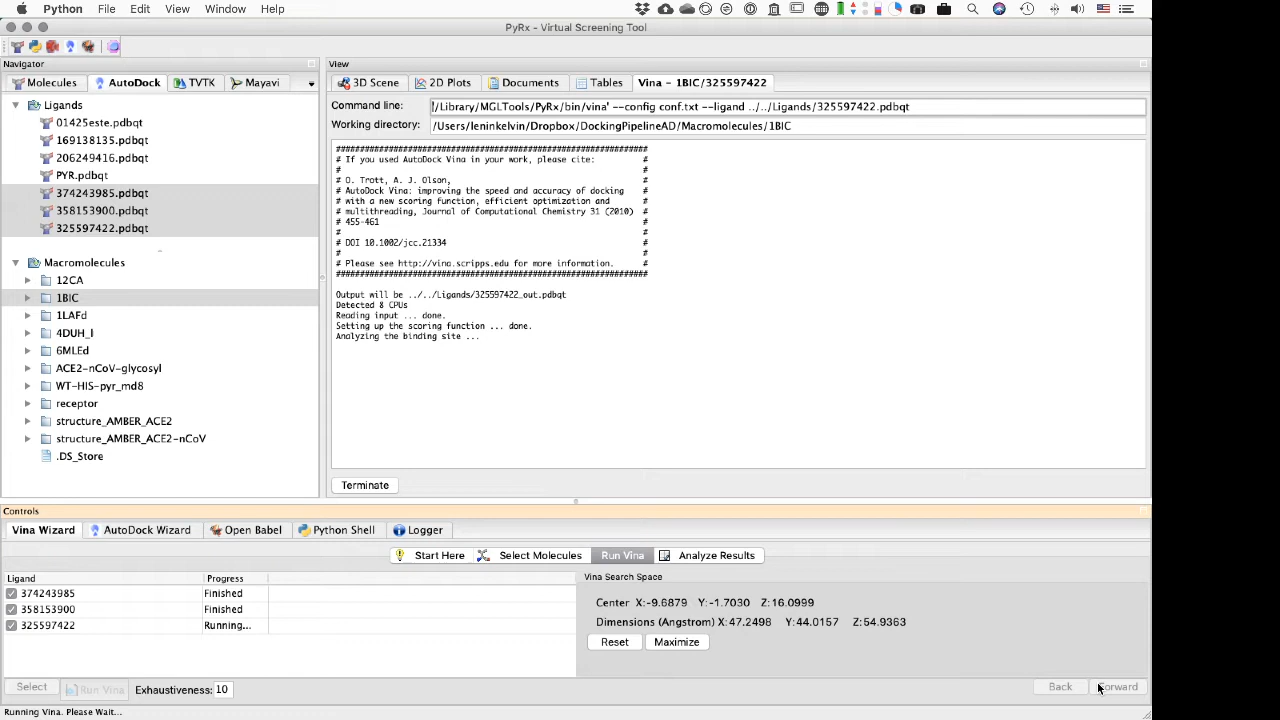 Python File Edit View Window Help
PyRx - Virtual Screening Tool
Navigator
View
Molecules AutoDock TVTK Mayavi
3D Scene 2D Plots Documents Tables Vina - 1BIC/325597422
Ligands
01425este.pdbqt
169138135.pdbqt
206249416.pdbqt
PYR.pdbqt
374243985.pdbqt
358153900.pdbqt
325597422.pdbqt
Macromolecules
12CA
1BIC
1LAFd
4DUH_l
6MLEd
ACE2-nCoV-glycosyl
WT-HIS-pyr_md8
receptor
structure_AMBER_ACE2
structure_AMBER_ACE2-nCoV
.DS_Store
Command line: '/Library/MGLTools/PyRx/bin/vina' --config conf.txt --ligand ../../Ligands/325597422.pdbqt
Working directory: /Users/leninkelvin/Dropbox/DockingPipelineAD/Macromolecules/1BIC
#################################################################
# If you used AutoDock Vina in your work, please cite: #
# #
# O. Trott, A. J. Olson, #
# AutoDock Vina: improving the speed and accuracy of docking #
# with a new scoring function, efficient optimization and #
# multithreading, Journal of Computational Chemistry 31 (2010) #
# 455-461 #
# #
# DOI 10.1002/jcc.21334 #
# #
# Please see http://vina.scripps.edu for more information. #
#################################################################
Output will be ../../Ligands/325597422_out.pdbqt
Detected 8 CPUs
Reading input ... done.
Setting up the scoring function ... done.
Analyzing the binding site ...
Terminate
Controls
Vina Wizard AutoDock Wizard Open Babel Python Shell Logger
Start Here Select Molecules Run Vina Analyze Results
Ligand Progress
374243985 Finished
358153900 Finished
325597422 Running...
Vina Search Space
Center X:-9.6879 Y:-1.7030 Z:16.0999
Dimensions (Angstrom) X:47.2498 Y:44.0157 Z:54.9363
Reset Maximize
Select Run Vina Exhaustiveness: 10
Back Forward
Running Vina. Please Wait...